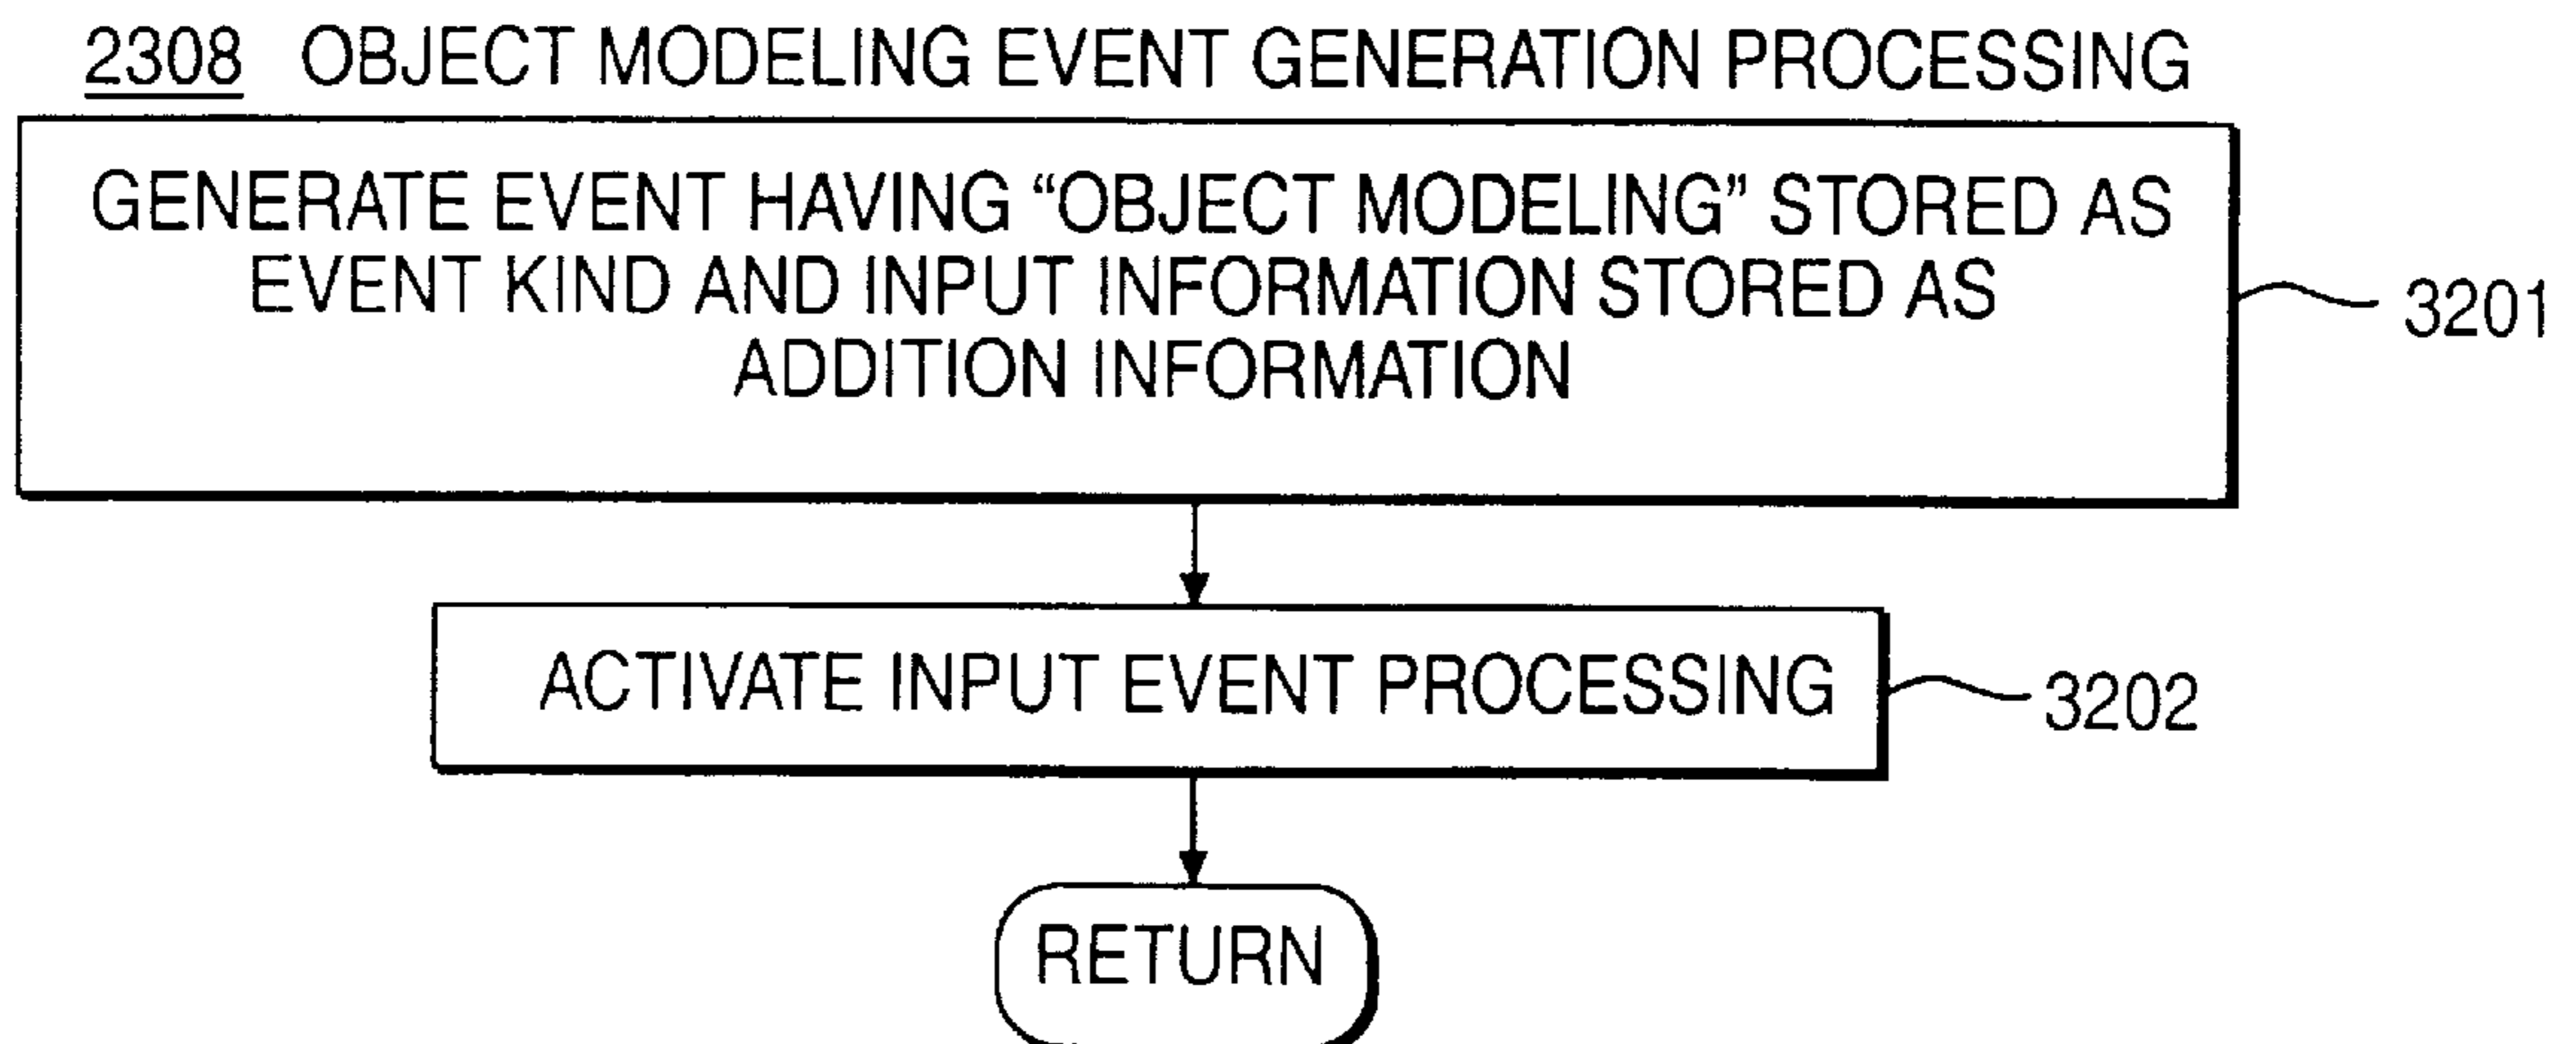 2308 OBJECT MODELING EVENT GENERATION PROCESSING
GENERATE EVENT HAVING “OBJECT MODELING” STORED AS
EVENT KIND AND INPUT INFORMATION STORED AS
ADDITION INFORMATION
3201
ACTIVATE INPUT EVENT PROCESSING
3202
RETURN